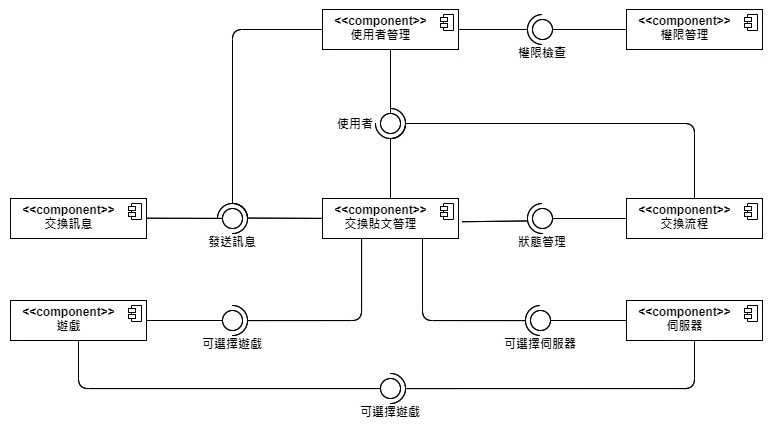 <<component>>
使用者管理
權限檢查
<<component>>
權限管理
使用者
<<component>>
交換訊息
發送訊息
<<component>>
交換貼文管理
狀態管理
<<component>>
交換流程
<<component>>
遊戲
可選擇遊戲
可選擇伺服器
<<component>>
伺服器
可選擇遊戲